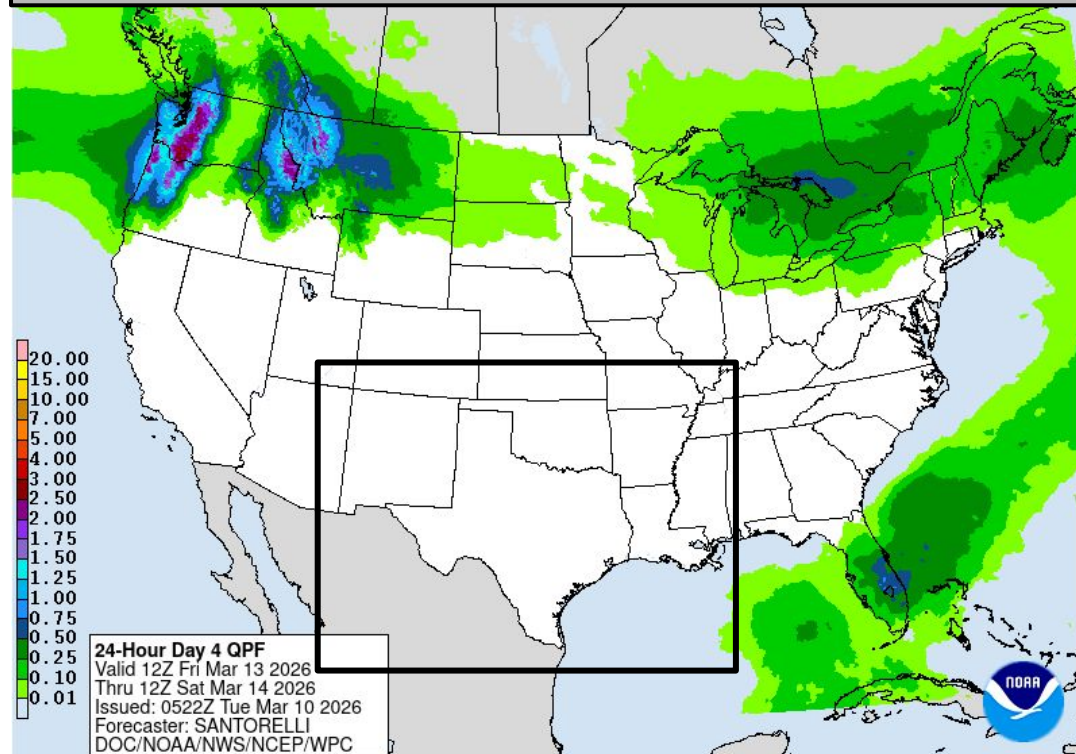 20.00
15.00
10.00
7.00
5.00
4.00
3.00
2.50
2.00
1.75
1.50
1.25
1.00
0.75
0.50
0.25
0.10
0.01
24-Hour Day 4 QPF
Valid 12Z Fri Mar 13 2026
Thru 12Z Sat Mar 14 2026
Issued: 0522Z Tue Mar 10 2026
Forecaster: SANTORELLI
DOC/NOAA/NWS/NCEP/WPC
NOAA